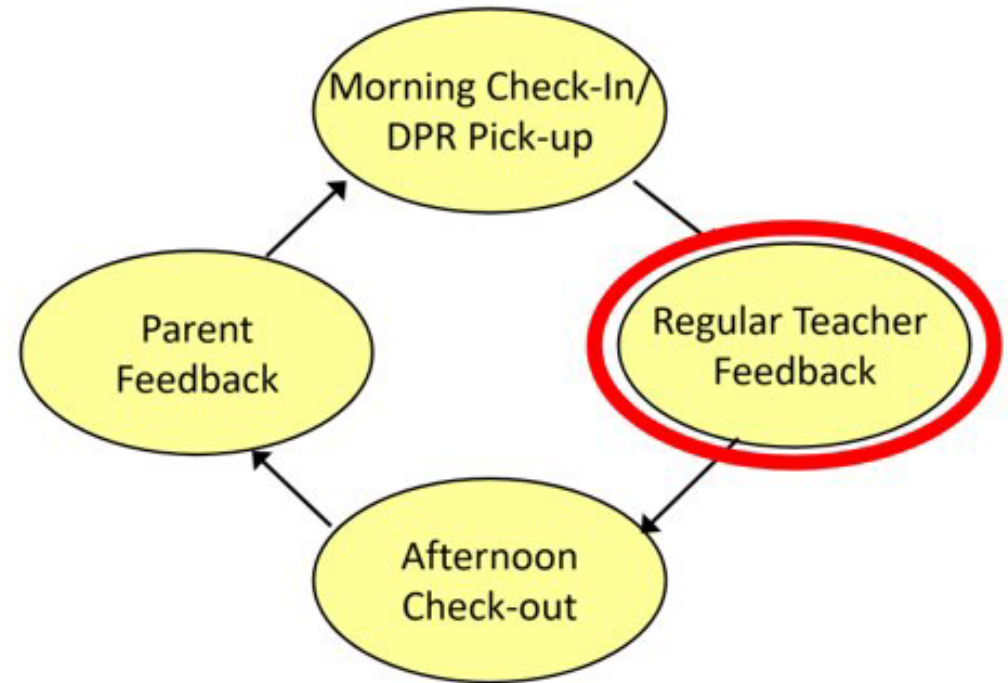 Morning Check-In/
DPR Pick-up
Regular Teacher
Feedback
Afternoon
Check-out
Parent
Feedback